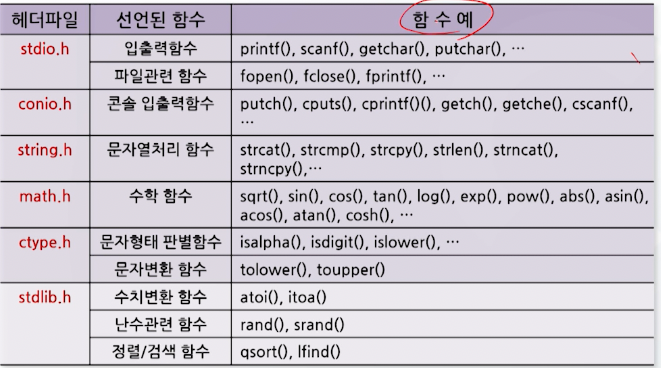 헤더파일 선언된 함수 함 수 예
stdio.h 입출력함수 printf(), scanf(), getchar(), putchar(), …
파일관련 함수 fopen(), fclose(), fprintf(), …
conio.h 콘솔 입출력함수 putch(), cputs(), cprintf()(), getch(), getche(), cscanf(),
…
string.h 문자열처리 함수 strcat(), strcmp(), strcpy(), strlen(), strncat(),
strncpy(),…
math.h 수학 함수 sqrt(), sin(), cos(), tan(), log(), exp(), pow(), abs(), asin(),
acos(), atan(), cosh(), …
ctype.h 문자형태 판별함수 isalpha(), isdigit(), islower(), …
문자변환 함수 tolower(), toupper()
stdlib.h 수치변환 함수 atoi(), itoa()
난수관련 함수 rand(), srand()
정렬/검색 함수 qsort(), lfind()